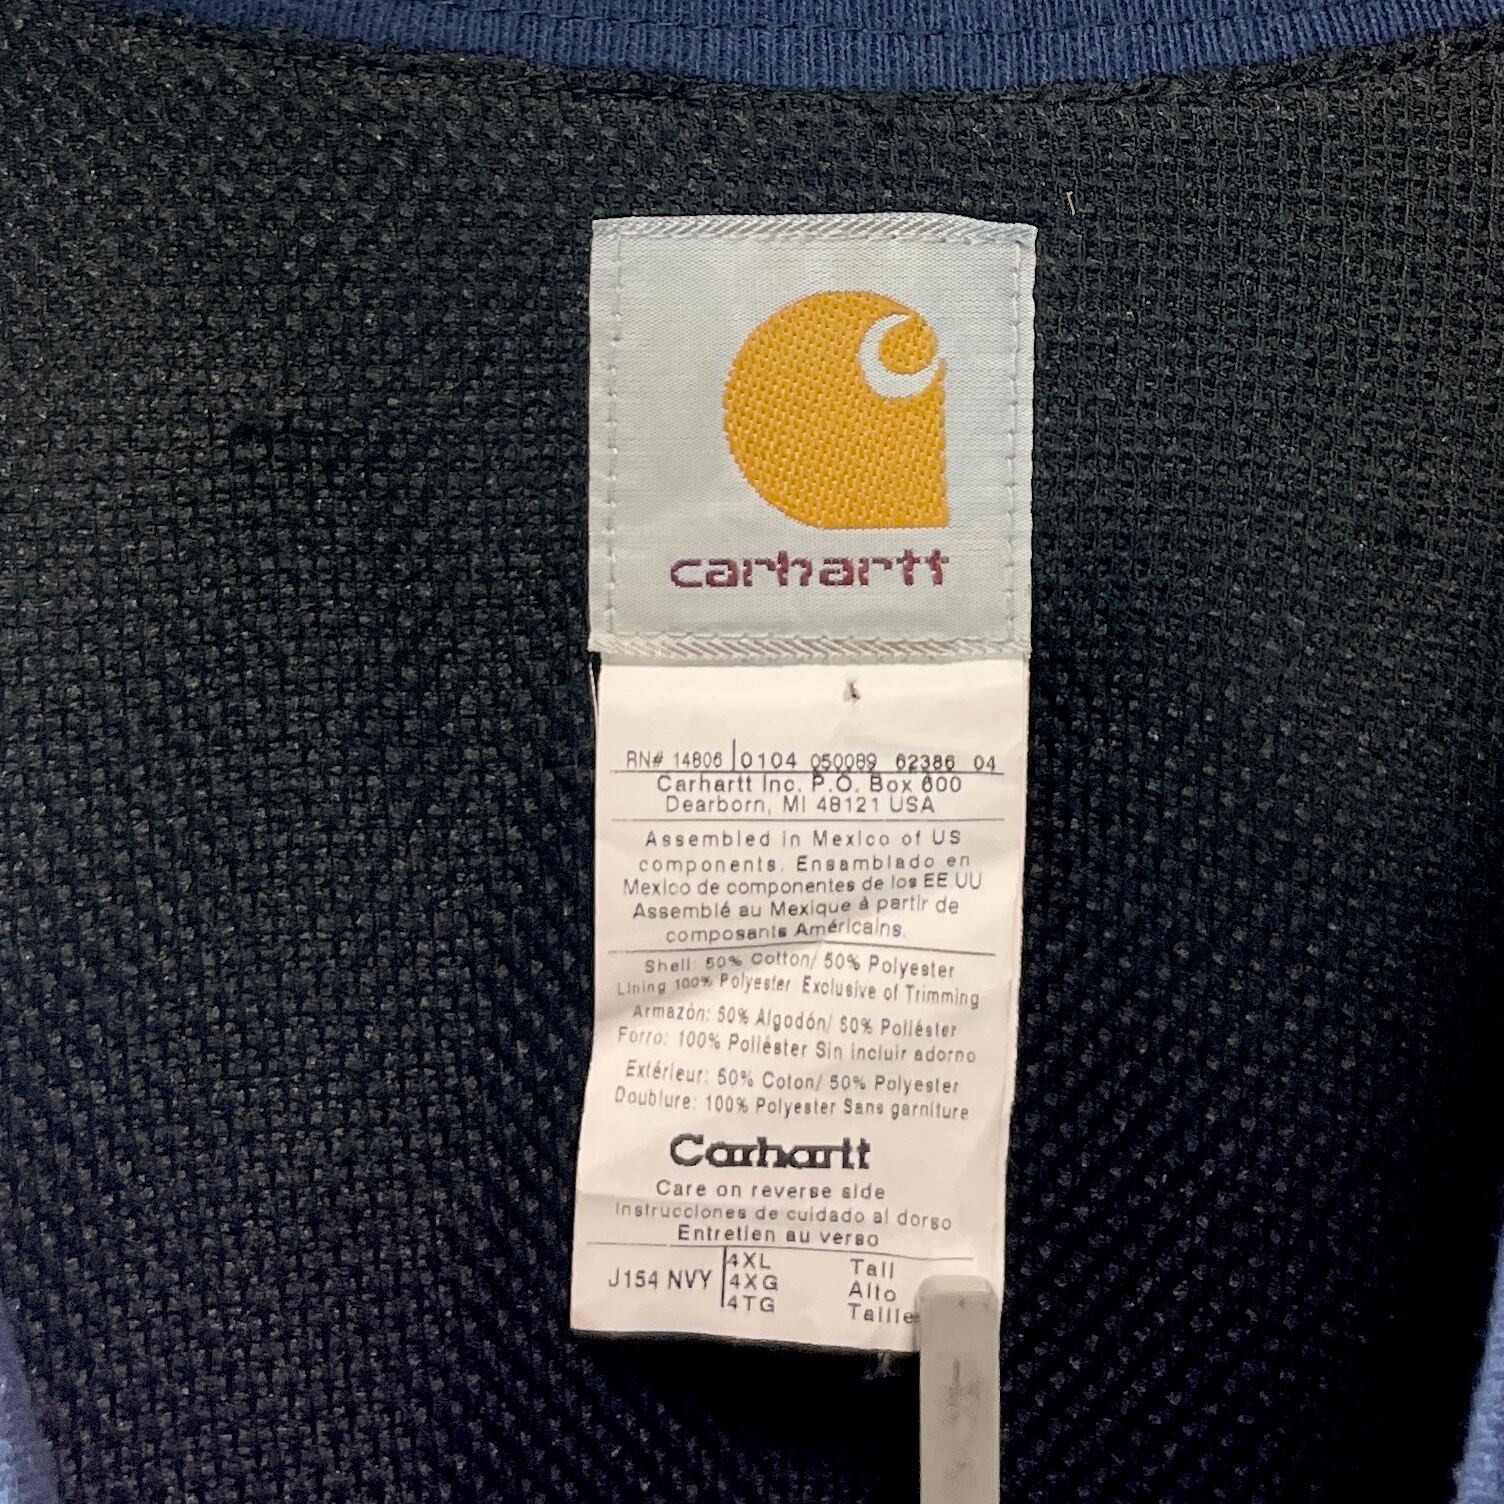 carhartt
RN# 14806 0104 050089 62386 04
Carhartt Inc. P.O. Box 600
Dearborn, MI 48121 USA
Assembled in Mexico of US
components. Ensamblado en
Mexico de componentes de los EE.UU
Assemblé au Mexique à partir de
composants Américains.
Shell: 50% Cotton/ 50% Polyester
Lining 100% Polyester Exclusive of Trimming
Armazón: 50% Algodón/ 50% Poliéster
Forro: 100% Poliéster Sin incluir adorno
Extérieur: 50% Coton/ 50% Polyester
Doublure: 100% Polyester Sans garniture
Carhartt
Care on reverse side
Instrucciones de cuidado al dorso
Entretien au verso
J154 NVY
4XL Tall
4XG Alto
4TG Taille